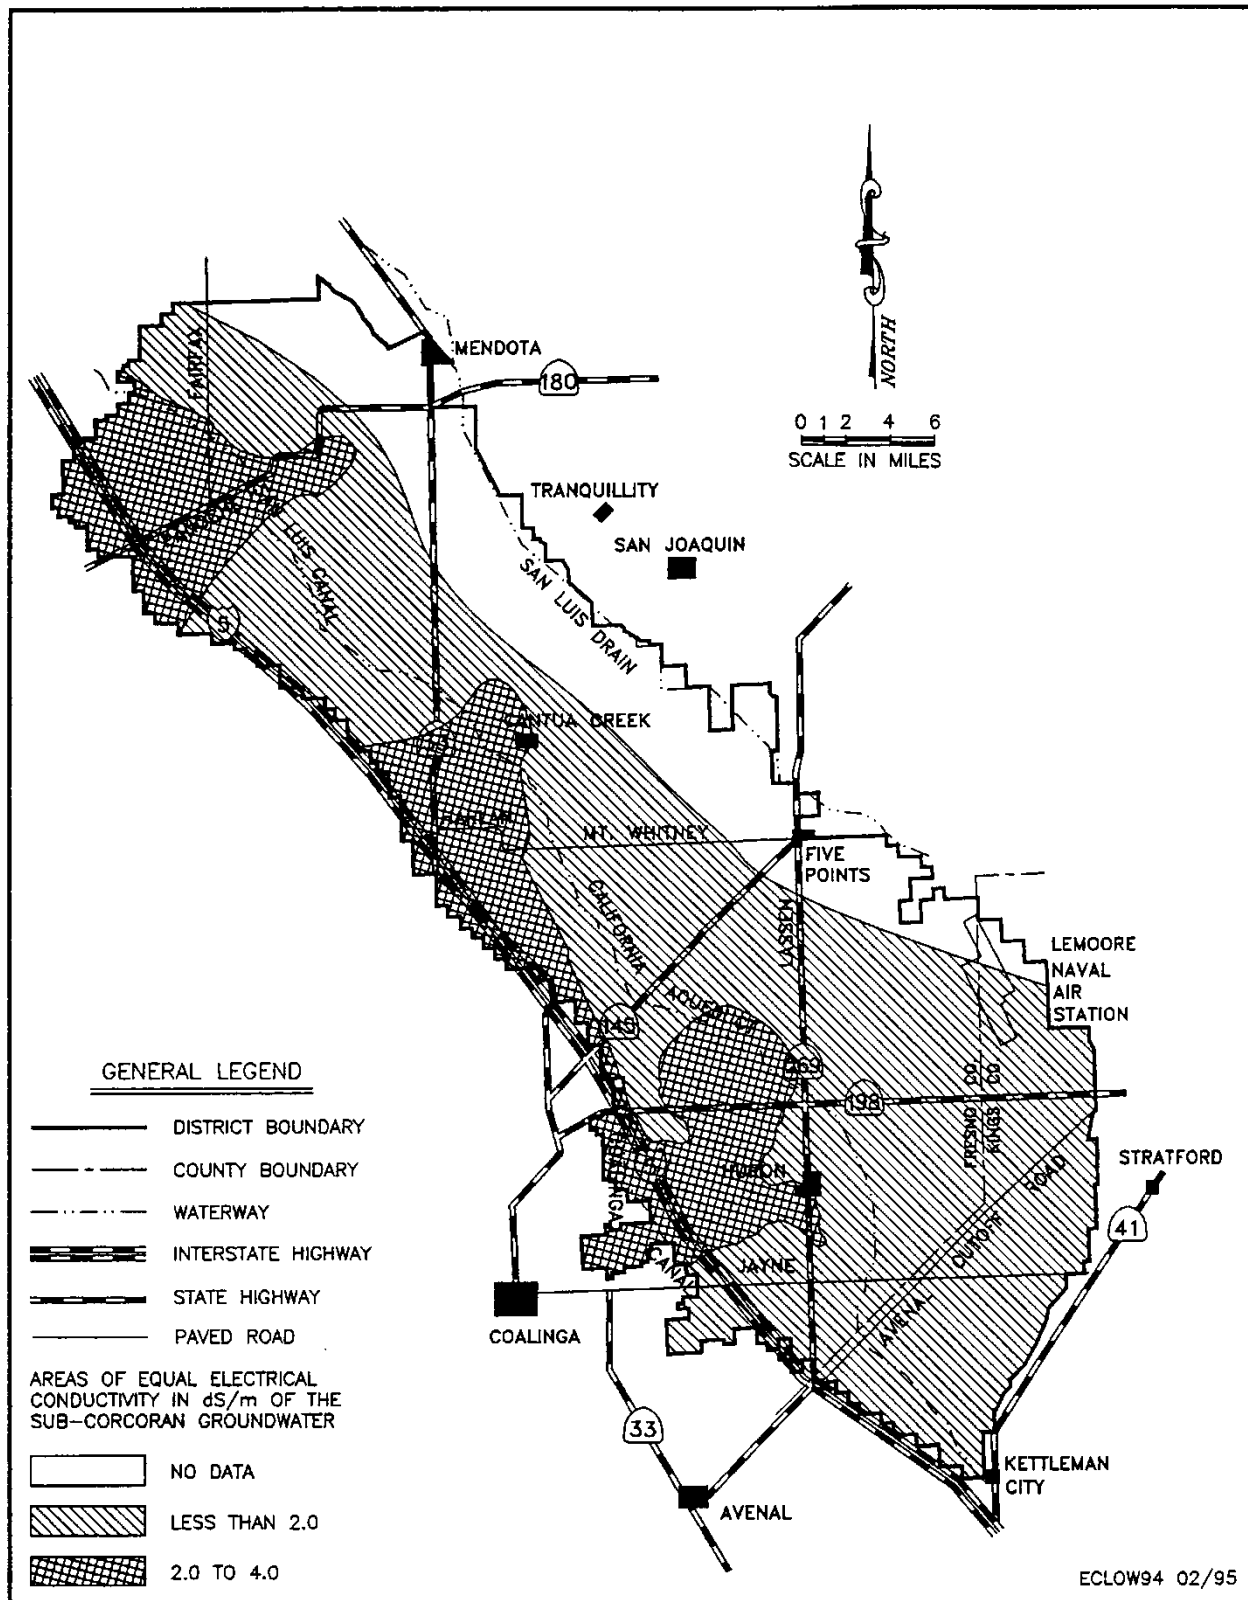 NORTH
0 1 2 4 6
SCALE IN MILES
MENDOTA
180
FAIRFAX
TRANQUILLITY
SAN JOAQUIN
SAN LUIS CANAL
SAN LUIS DRAIN
5
CANTUA CREEK
MT. WHITNEY
FIVE
POINTS
CALIFORNIA
AQUEDUCT
LASSEN
LEMOORE
NAVAL
AIR
STATION
145
269
198
FRESNO CO.
KINGS CO.
HURON
STRATFORD
41
AVENAL CUTOFF ROAD
JAYNE
CANAL
COALINGA
33
AVENAL
KETTLEMAN
CITY
GENERAL LEGEND
DISTRICT BOUNDARY
COUNTY BOUNDARY
WATERWAY
INTERSTATE HIGHWAY
STATE HIGHWAY
PAVED ROAD
AREAS OF EQUAL ELECTRICAL
CONDUCTIVITY IN dS/m OF THE
SUB-CORCORAN GROUNDWATER
NO DATA
LESS THAN 2.0
2.0 TO 4.0
ECLOW94 02/95